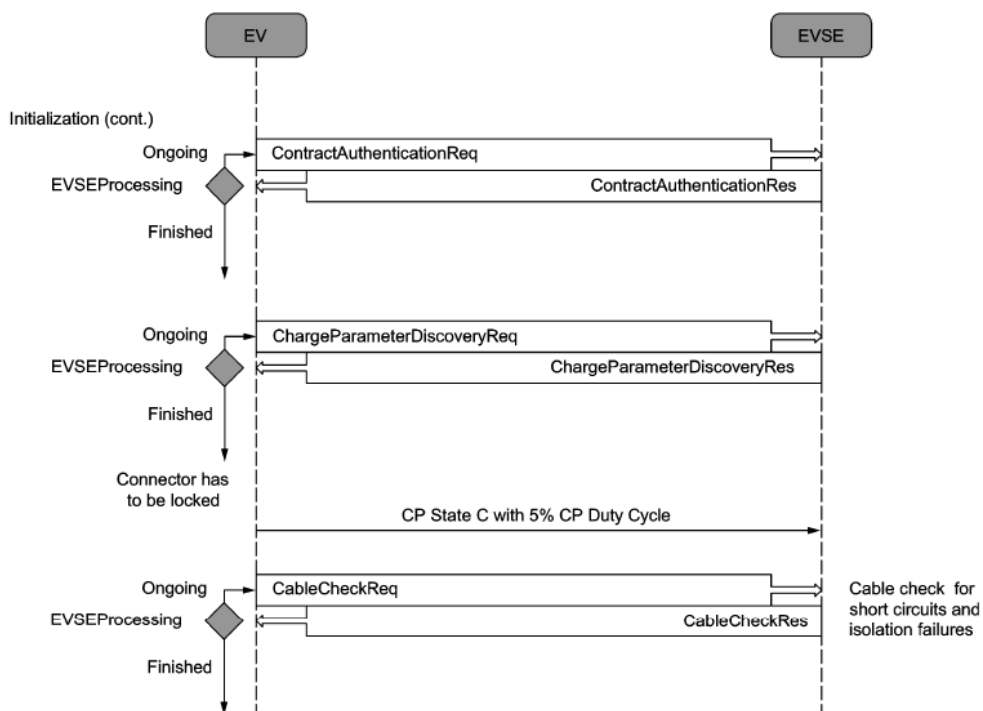 EV
EVSE
Initialization (cont.)
Ongoing
ContractAuthenticationReq
EVSEProcessing
ContractAuthenticationRes
Finished
Ongoing
ChargeParameterDiscoveryReq
EVSEProcessing
ChargeParameterDiscoveryRes
Finished
Connector has
to be locked
CP State C with 5% CP Duty Cycle
Ongoing
CableCheckReq
EVSEProcessing
CableCheckRes
Cable check for
short circuits and
isolation failures
Finished